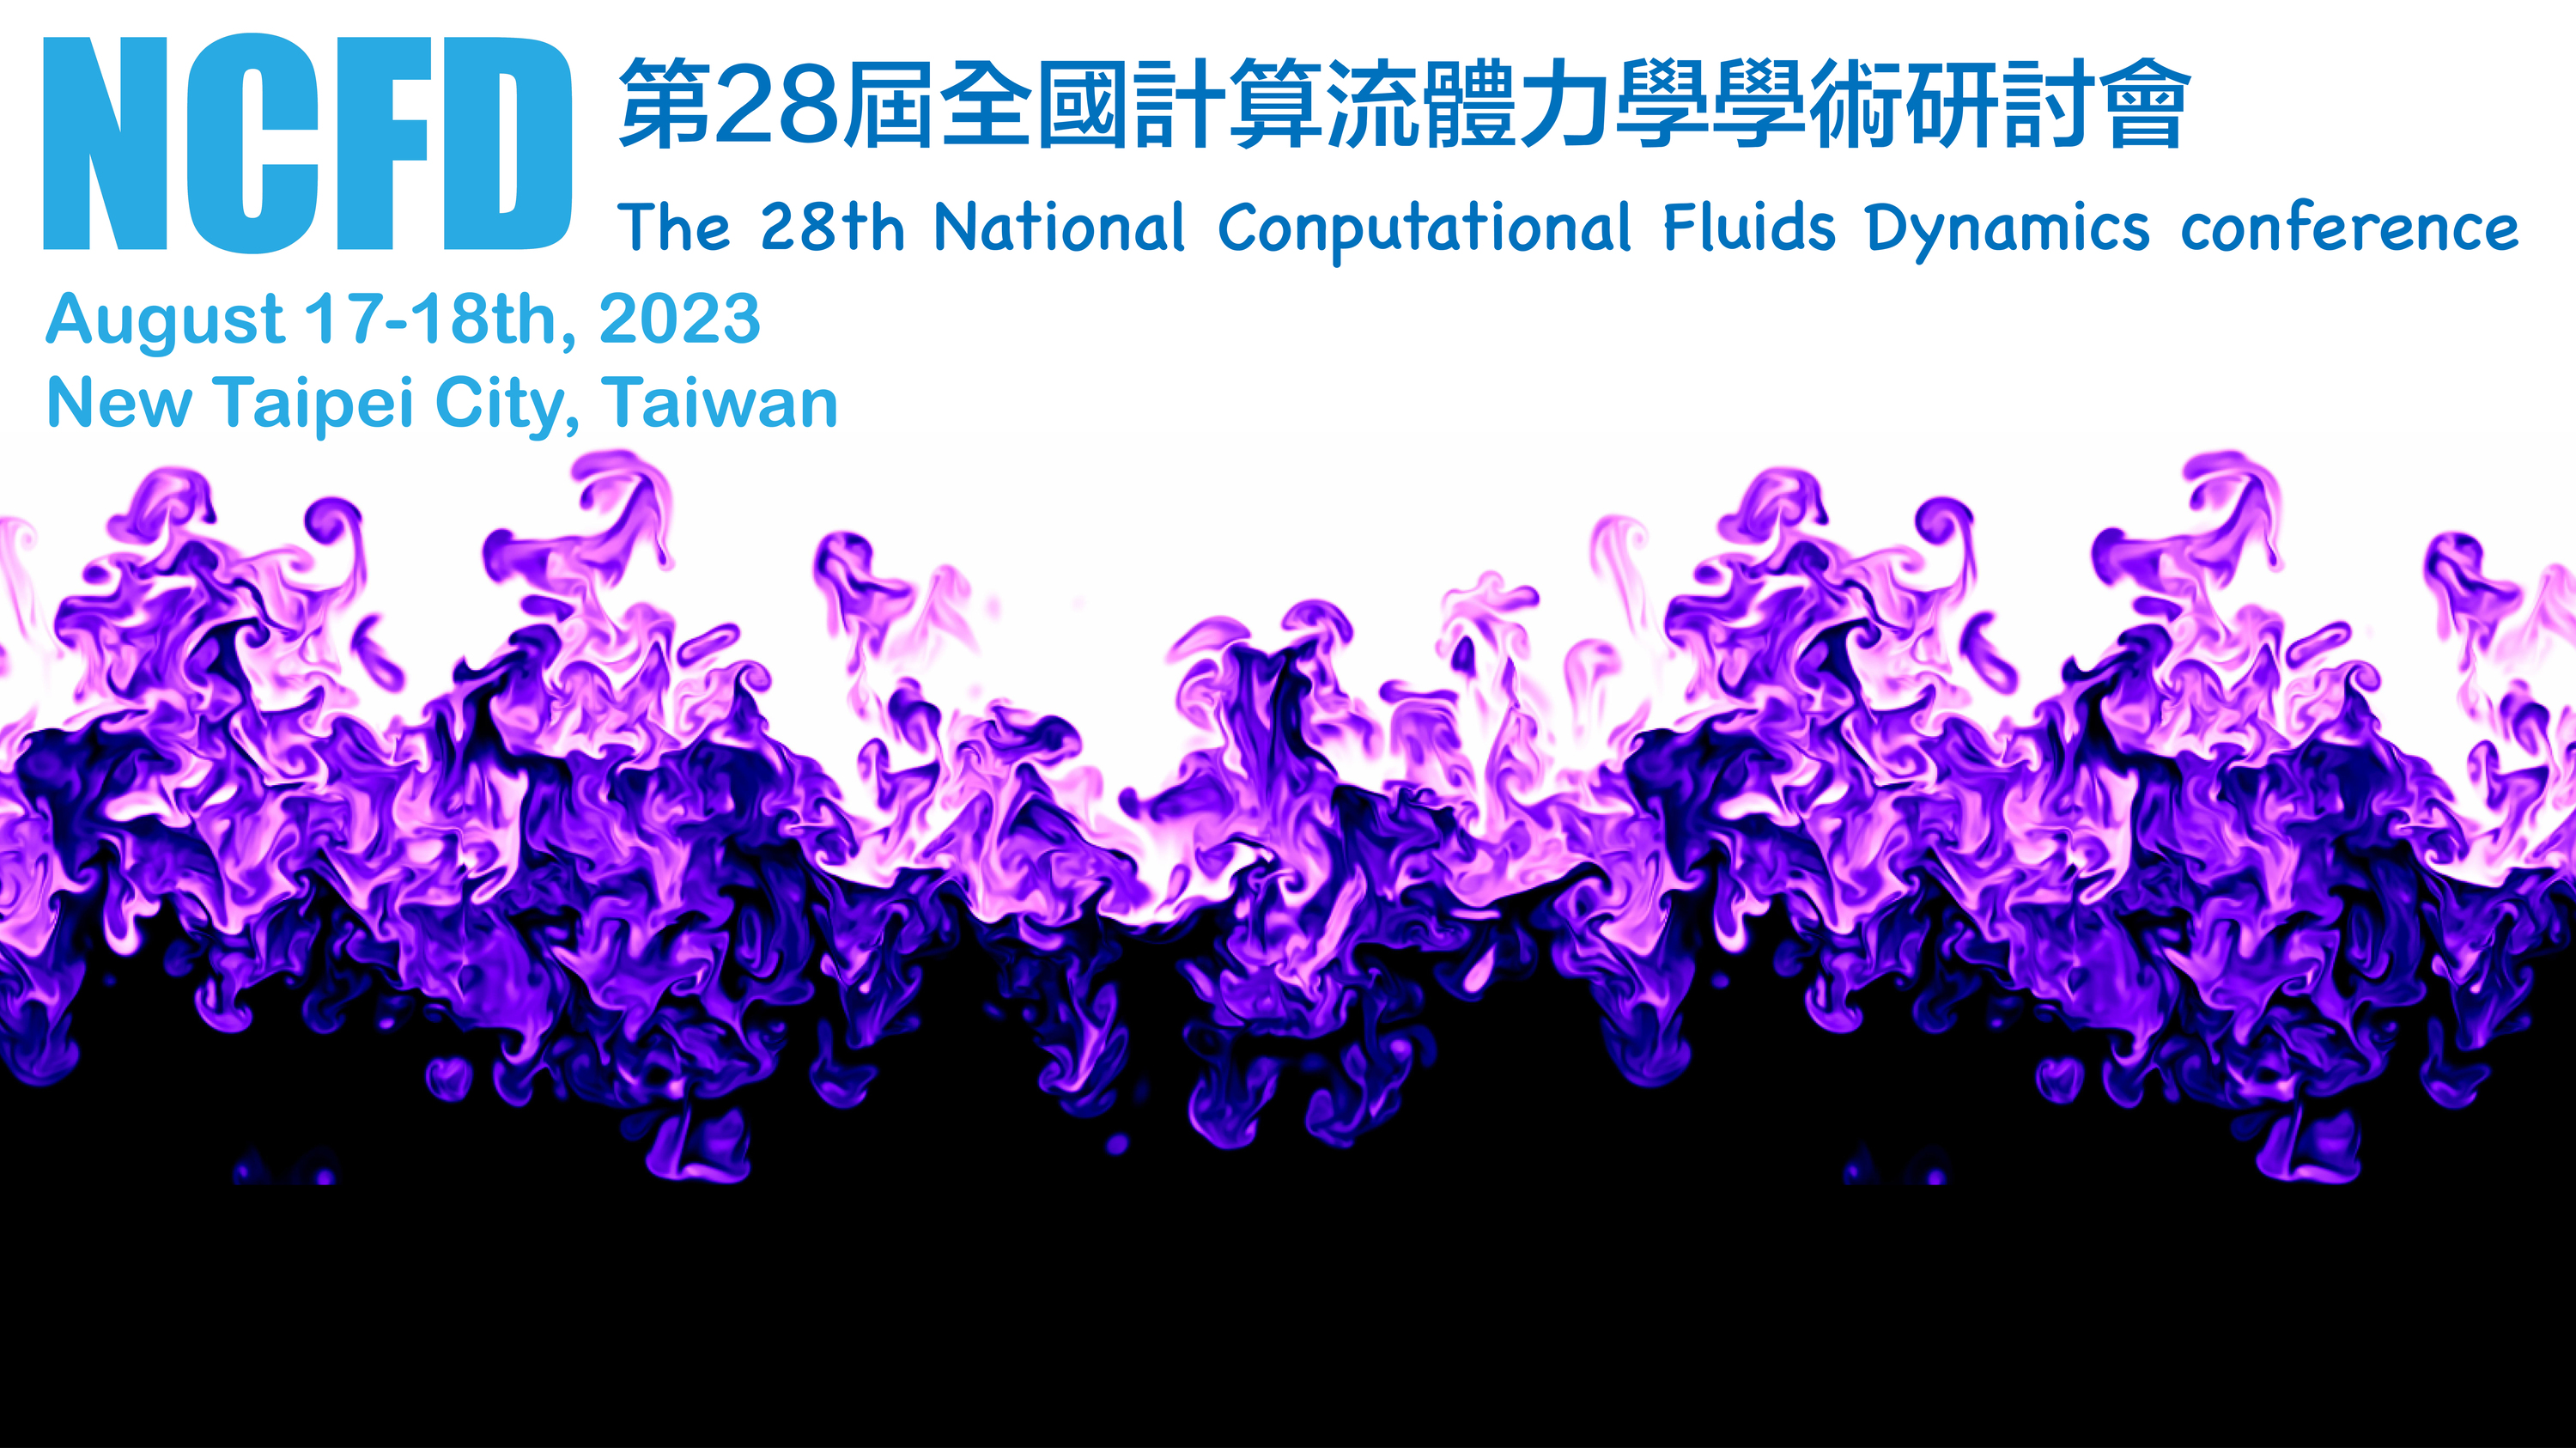 NCFD
第28屆全國計算流體力學學術研討會
The 28th National Conputational Fluids Dynamics conference
August 17-18th, 2023
New Taipei City, Taiwan